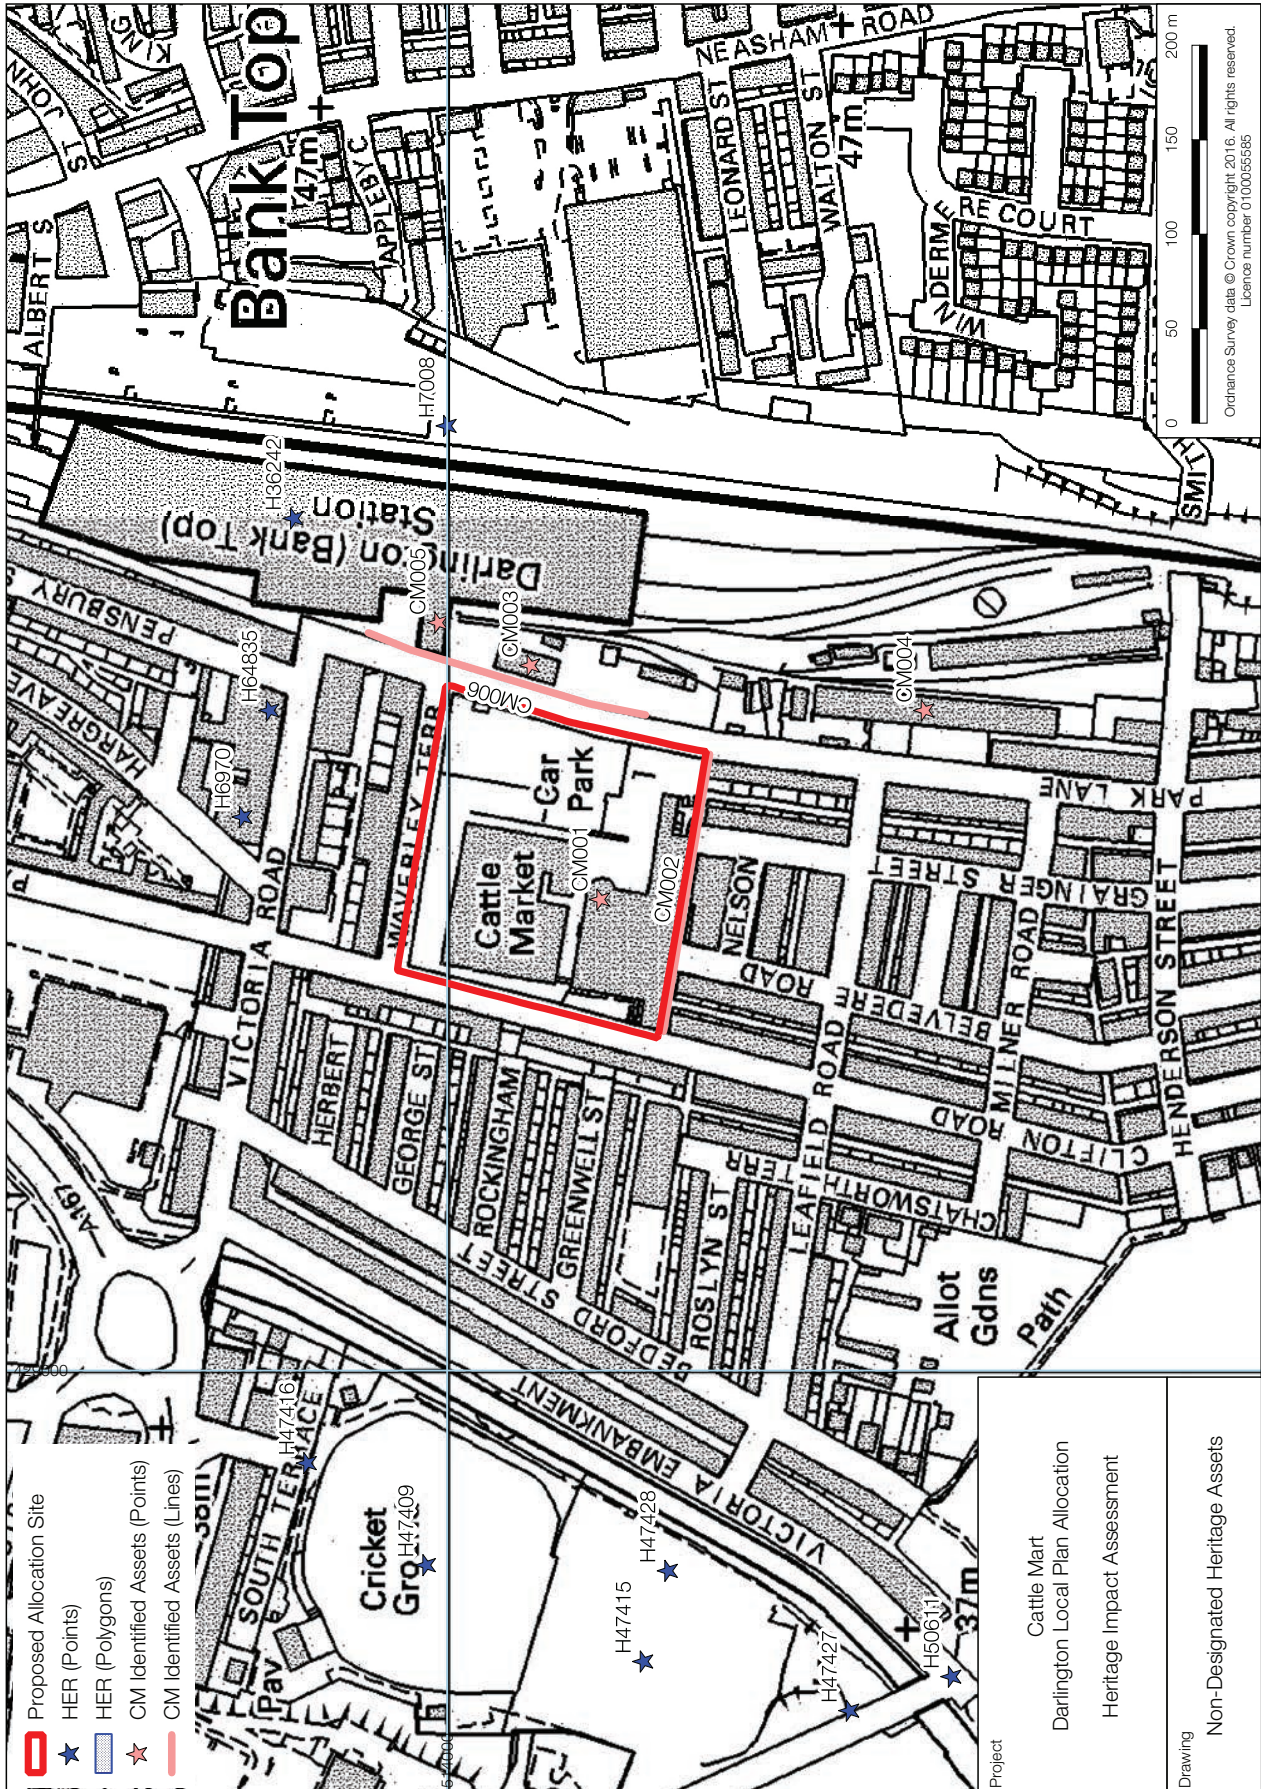 Proposed Allocation Site
HER (Points)
HER (Polygons)
CM Identified Assets (Points)
CM Identified Assets (Lines)
38m
SOUTH TERRACE
H47416
Pav
Cricket
Gro
H47409
H47428
H47415
H47427
H50611
37m
VICTORIA EMBANKMENT
429000
514000
A167
VICTORIA ROAD
HERBERT
GEORGE ST
ROCKINGHAM
STREET
GREENWELL ST
BEDFORD
ROSLYN ST
TERR
CHATSWORTH
LEAFIELD ROAD
Allot
Gdns
Path
CLIFTON ROAD
MILNER ROAD
BELVEDERE
ROAD
NELSON
GRAINGER STREET
HENDERSON STREET
PARK LANE
WAVERLEY TERR
Cattle
Market
Car
Park
CM001
CM002
CM006
CM003
CM005
CM004
H6970
H64835
HARGREAVE
PENSBURY S
H36242
Darlington (Bank Top)
Station
H7008
ALBERT S
JOHN
ST
KING
Bank Top
47m
APPLEBY C
NEASHAM
ROAD
LEONARD ST
WALTON ST
47m
WINDERMERE COURT
SMITH
0
50
100
150
200 m
Ordnance Survey data © Crown copyright 2016. All rights reserved.
Licence number 0100055585
Project
Cattle Mart
Darlington Local Plan Allocation
Heritage Impact Assessment
Drawing
Non-Designated Heritage Assets